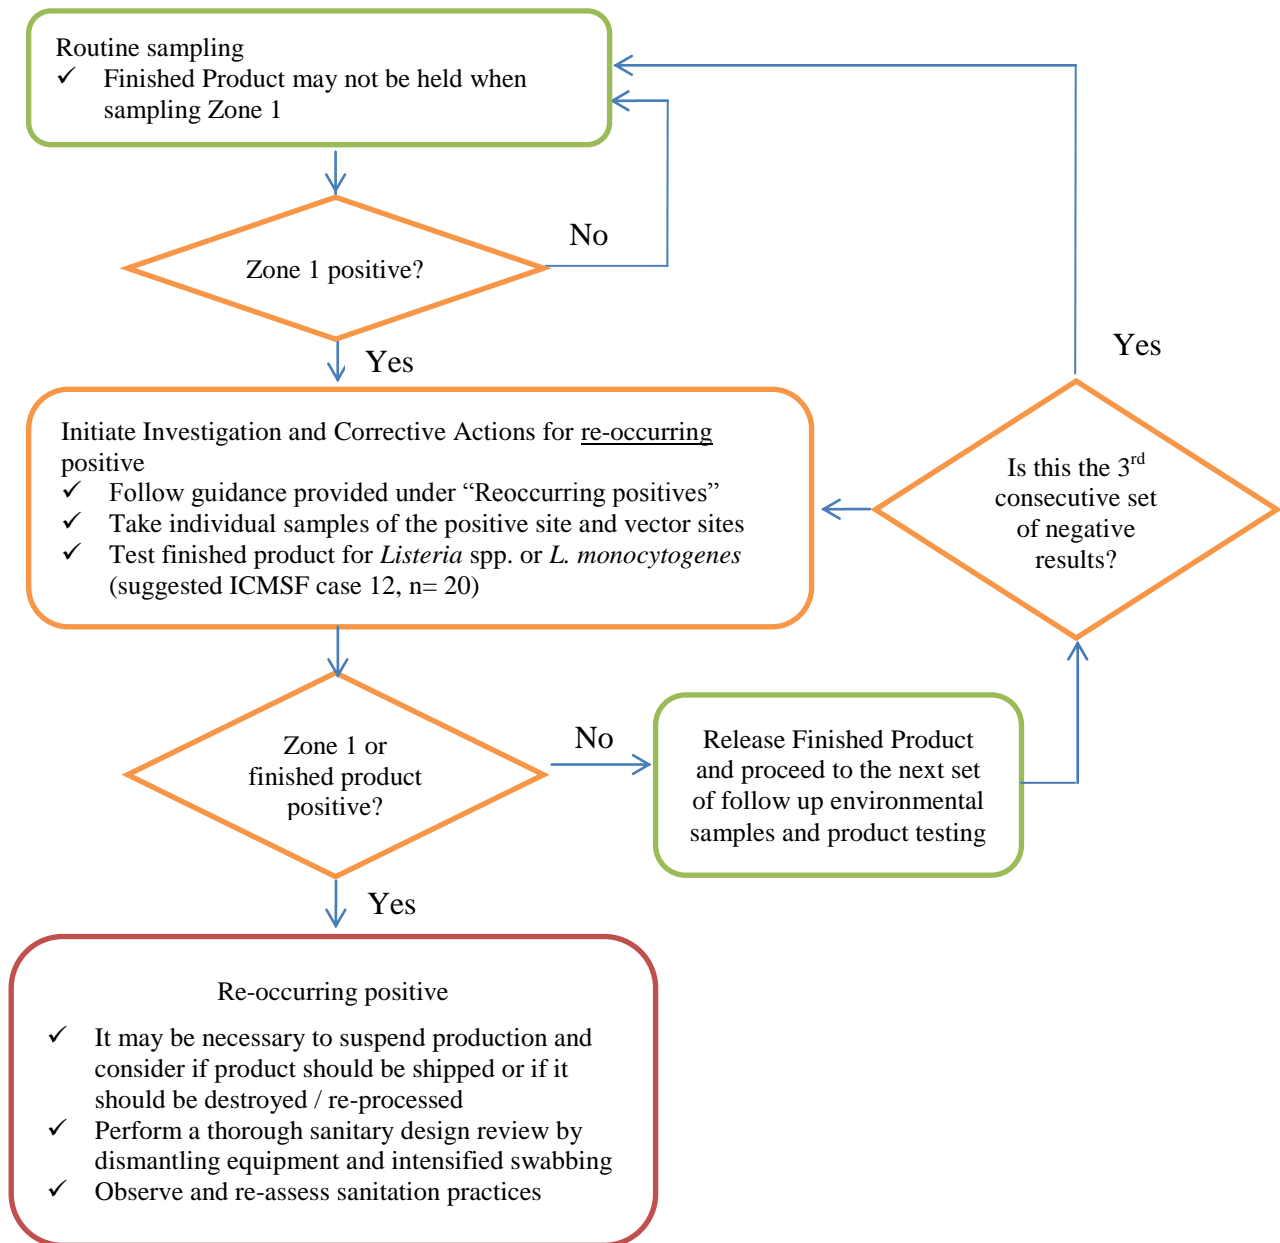 Routine sampling
✓ Finished Product may not be held when
sampling Zone 1
No
Zone 1 positive?
Yes
Yes
Initiate Investigation and Corrective Actions for re-occurring
positive
✓ Follow guidance provided under “Reoccurring positives”
✓ Take individual samples of the positive site and vector sites
✓ Test finished product for Listeria spp. or L. monocytogenes
(suggested ICMSF case 12, n= 20)
Is this the 3rd
consecutive set
of negative
results?
Zone 1 or
finished product
positive?
No
Release Finished Product
and proceed to the next set
of follow up environmental
samples and product testing
Yes
Re-occurring positive
✓ It may be necessary to suspend production and
consider if product should be shipped or if it
should be destroyed / re-processed
✓ Perform a thorough sanitary design review by
dismantling equipment and intensified swabbing
✓ Observe and re-assess sanitation practices